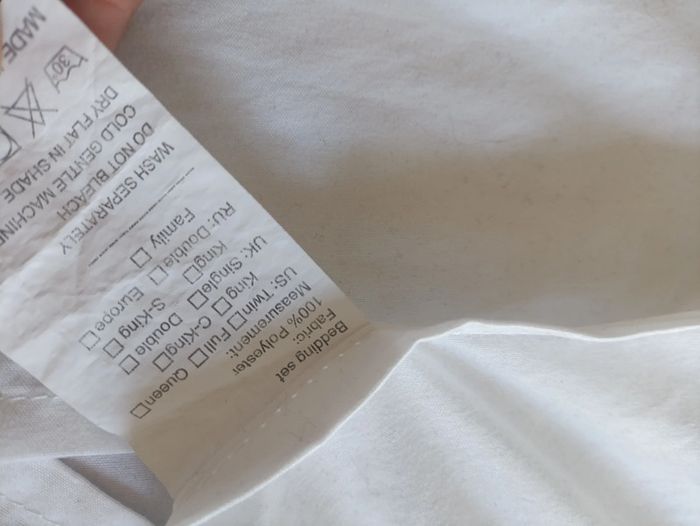 Bedding set
Fabric: 100% Polyester
Measurement:
US: Twin☐ Full☐ Queen☐
King☐ C-King☐
UK: Single☐ Double☐
King☐ S-King☐
RU: Double☐ Europe☐
Family☐
WASH SEPARATELY
DO NOT BLEACH
COLD GENTLE MACHINE
DRY FLAT IN SHADE
30°
MADE